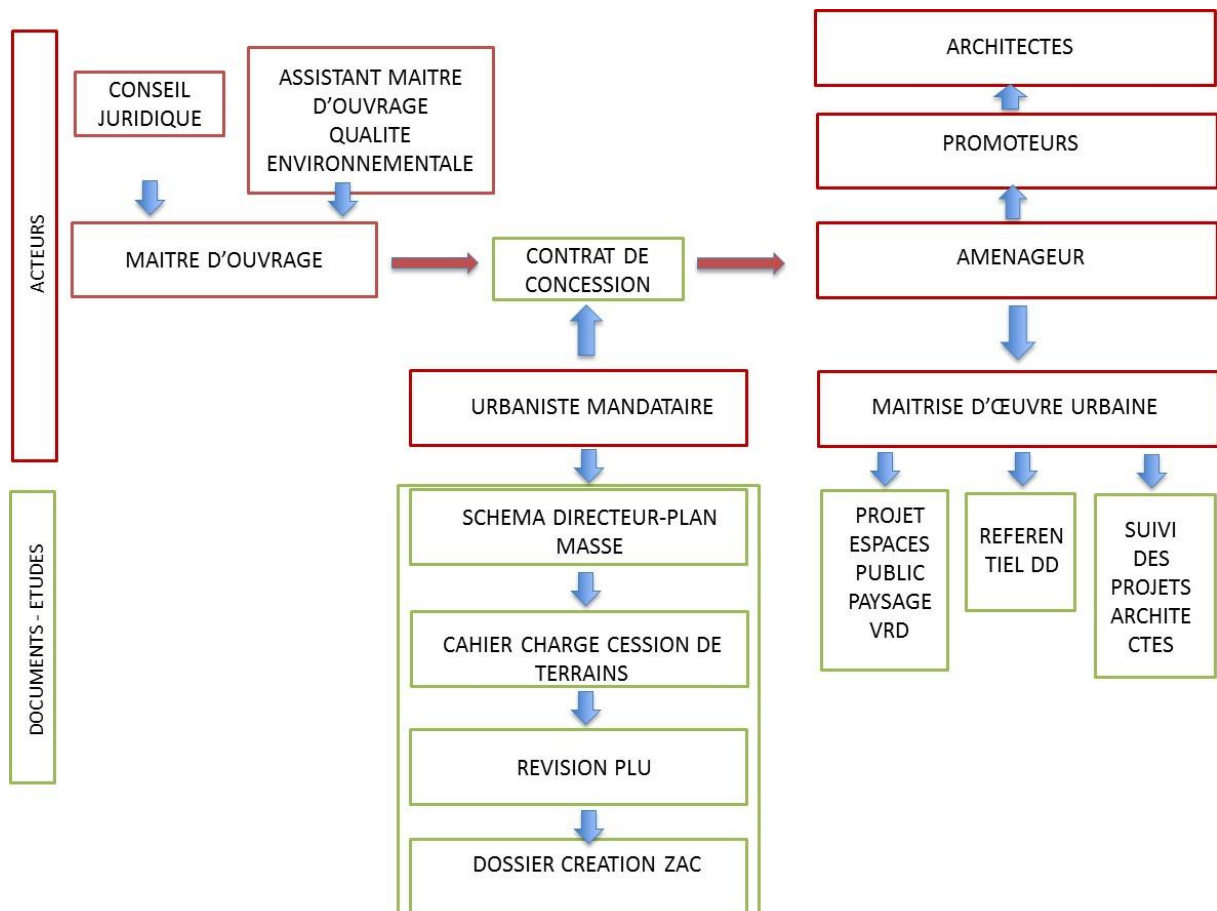 ACTEURS
CONSEIL
JURIDIQUE
ASSISTANT MAITRE
D’OUVRAGE
QUALITE
ENVIRONNEMENTALE
MAITRE D’OUVRAGE
CONTRAT DE
CONCESSION
ARCHITECTES
PROMOTEURS
AMENAGEUR
URBANISTE MANDATAIRE
MAITRISE D’ŒUVRE URBAINE
DOCUMENTS - ETUDES
SCHEMA DIRECTEUR-PLAN
MASSE
CAHIER CHARGE CESSION DE
TERRAINS
REVISION PLU
DOSSIER CREATION ZAC
PROJET
ESPACES
PUBLIC
PAYSAGE
VRD
REFEREN
TIEL DD
SUIVI
DES
PROJETS
ARCHITE
CTES